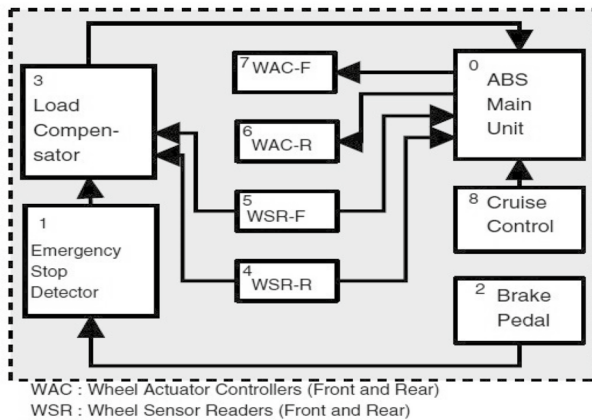 3
Load
Compen-
sator
7 WAC-F
0
ABS
Main
Unit
6
WAC-R
5
WSR-F
8 Cruise
Control
1
Emergency
Stop
Detector
4
WSR-R
2 Brake
Pedal
WAC : Wheel Actuator Controllers (Front and Rear)
WSR : Wheel Sensor Readers (Front and Rear)